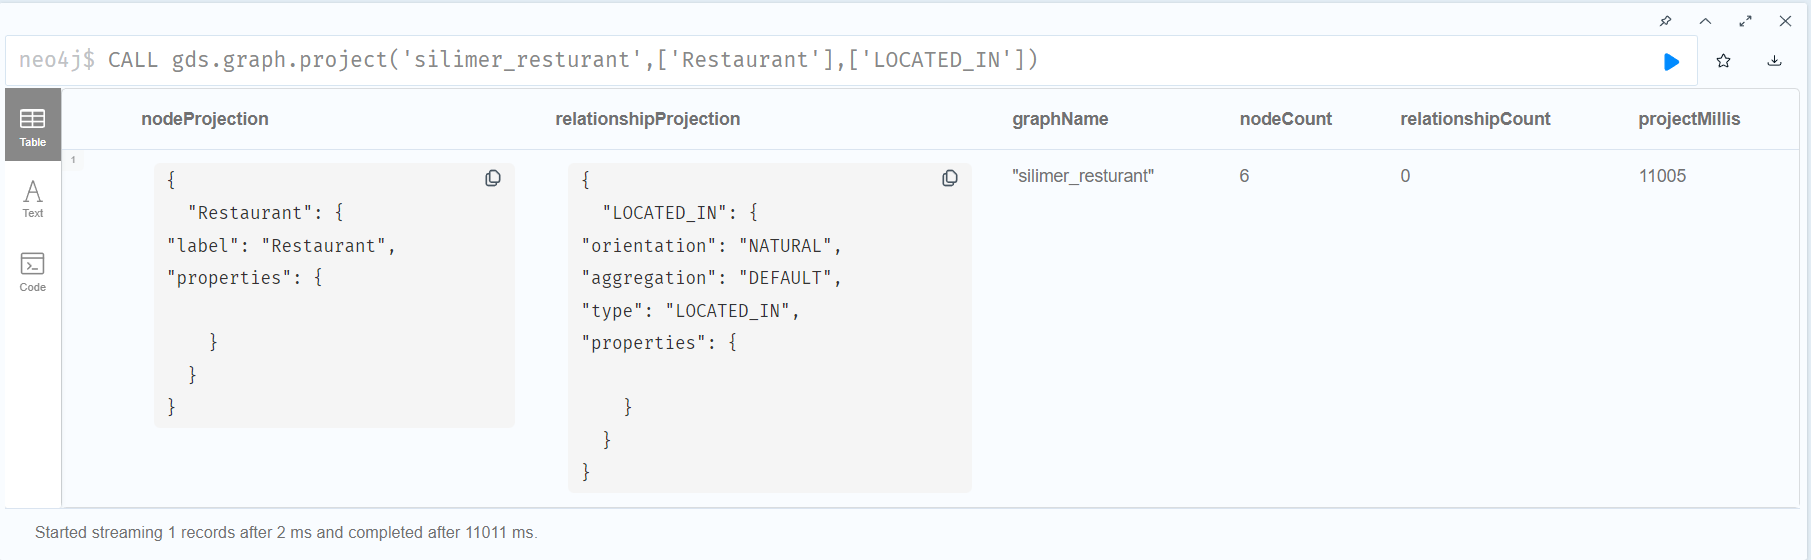 neo4j$ CALL gds.graph.project('silimer_resturant',['Restaurant'],['LOCATED_IN'])
Table
Text
Code
nodeProjection relationshipProjection graphName nodeCount relationshipCount projectMillis
1
{
"Restaurant": {
"label": "Restaurant",
"properties": {
}
}
}
{
"LOCATED_IN": {
"orientation": "NATURAL",
"aggregation": "DEFAULT",
"type": "LOCATED_IN",
"properties": {
}
}
}
"silimer_resturant" 6 0 11005
Started streaming 1 records after 2 ms and completed after 11011 ms.